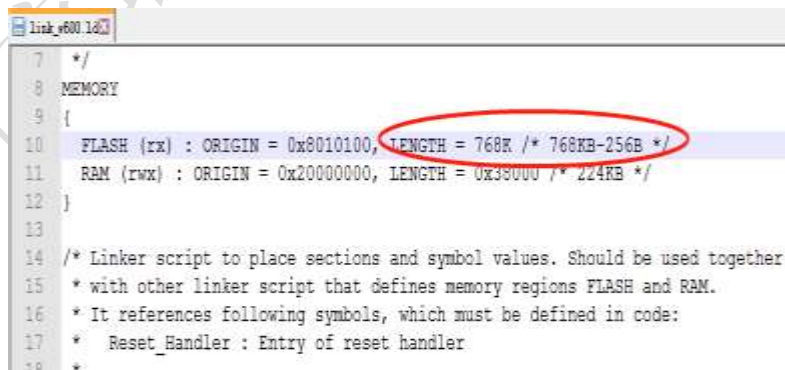 link_w600.ld
7 */
8 MEMORY
9 {
10 FLASH (rx) : ORIGIN = 0x8010100, LENGTH = 768K /* 768KB-256B */
11 RAM (rwx) : ORIGIN = 0x20000000, LENGTH = 0x38000 /* 224KB */
12 }
13
14 /* Linker script to place sections and symbol values. Should be used together
15 * with other linker script that defines memory regions FLASH and RAM.
16 * It references following symbols, which must be defined in code:
17 * Reset_Handler : Entry of reset handler
18 *